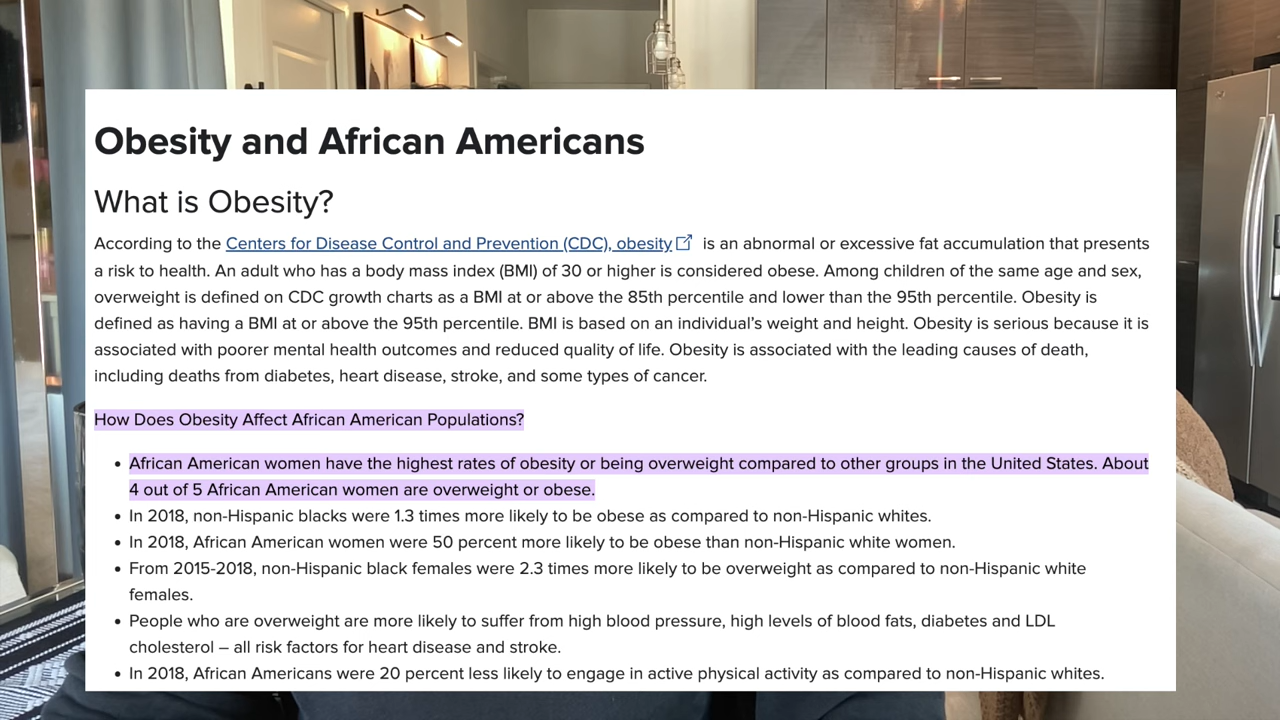 Obesity and African Americans
What is Obesity?
According to the Centers for Disease Control and Prevention (CDC), obesity is an abnormal or excessive fat accumulation that presents
a risk to health. An adult who has a body mass index (BMI) of 30 or higher is considered obese. Among children of the same age and sex,
overweight is defined on CDC growth charts as a BMI at or above the 85th percentile and lower than the 95th percentile. Obesity is
defined as having a BMI at or above the 95th percentile. BMI is based on an individual’s weight and height. Obesity is serious because it is
associated with poorer mental health outcomes and reduced quality of life. Obesity is associated with the leading causes of death,
including deaths from diabetes, heart disease, stroke, and some types of cancer.
How Does Obesity Affect African American Populations?
• African American women have the highest rates of obesity or being overweight compared to other groups in the United States. About
4 out of 5 African American women are overweight or obese.
• In 2018, non-Hispanic blacks were 1.3 times more likely to be obese as compared to non-Hispanic whites.
• In 2018, African American women were 50 percent more likely to be obese than non-Hispanic white women.
• From 2015-2018, non-Hispanic black females were 2.3 times more likely to be overweight as compared to non-Hispanic white
females.
• People who are overweight are more likely to suffer from high blood pressure, high levels of blood fats, diabetes and LDL
cholesterol – all risk factors for heart disease and stroke.
• In 2018, African Americans were 20 percent less likely to engage in active physical activity as compared to non-Hispanic whites.